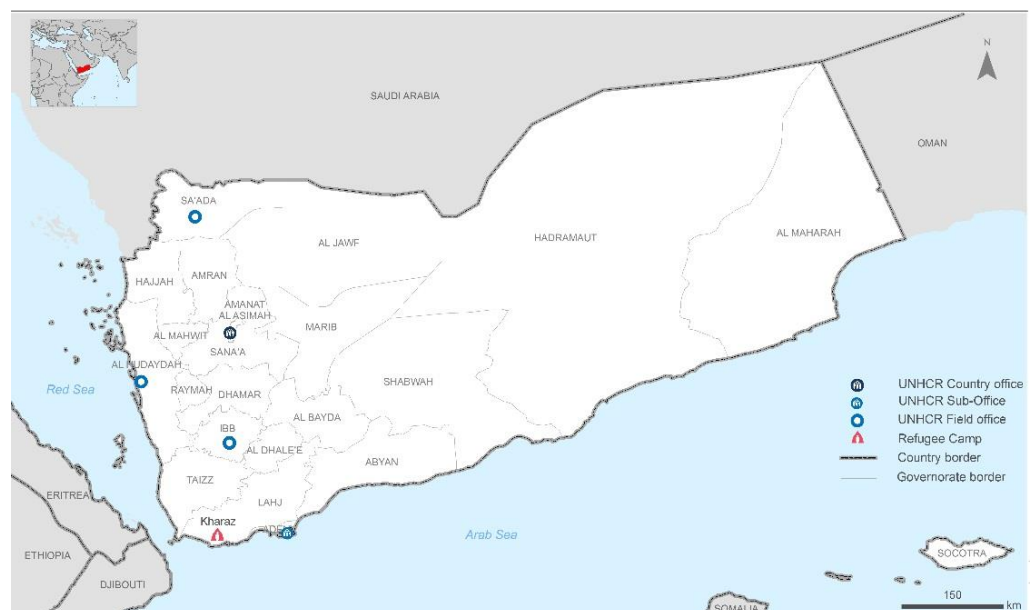 N
SAUDI ARABIA
OMAN
SA'ADA
AL JAWF
HADRAMAUT
AL MAHARAH
HAJJAH
AMRAN
AMANAT
AL ASIMAH
MARIB
AL MAHWIT
SANA'A
AL HUDAYDAH
Red Sea
RAYMAH
DHAMAR
SHABWAH
AL BAYDA
IBB
AL DHALE'E
ABYAN
TAIZZ
LAHJ
Kharaz
ERITREA
ETHIOPIA
DJIBOUTI
Arab Sea
SOCOTRA
SOMALIA
UNHCR Country office
UNHCR Sub-Office
UNHCR Field office
Refugee Camp
Country border
Governorate border
150
km